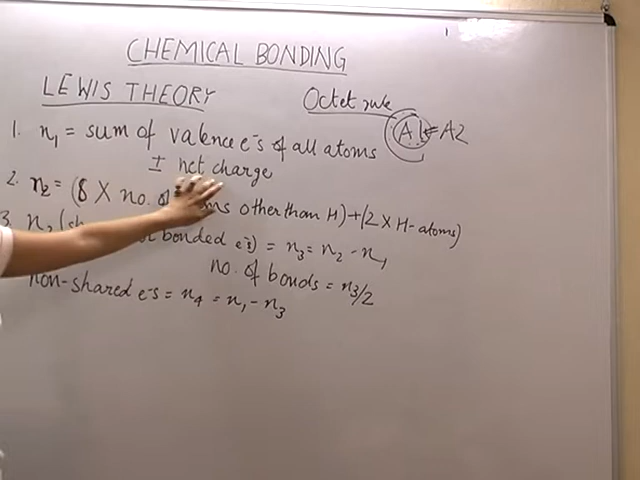 CHEMICAL BONDING
LEWIS THEORY
Octet rule
1. n1 = sum of valence e-s of all atoms
± net charge
A1 A2
2. n2 = (8 X no. of other than H) + (2 X H-atoms)
3. bonded e-s) = n3 = n2 - n1
no. of bonds = n3/2
non-shared e-s = n4 = n1 - n3